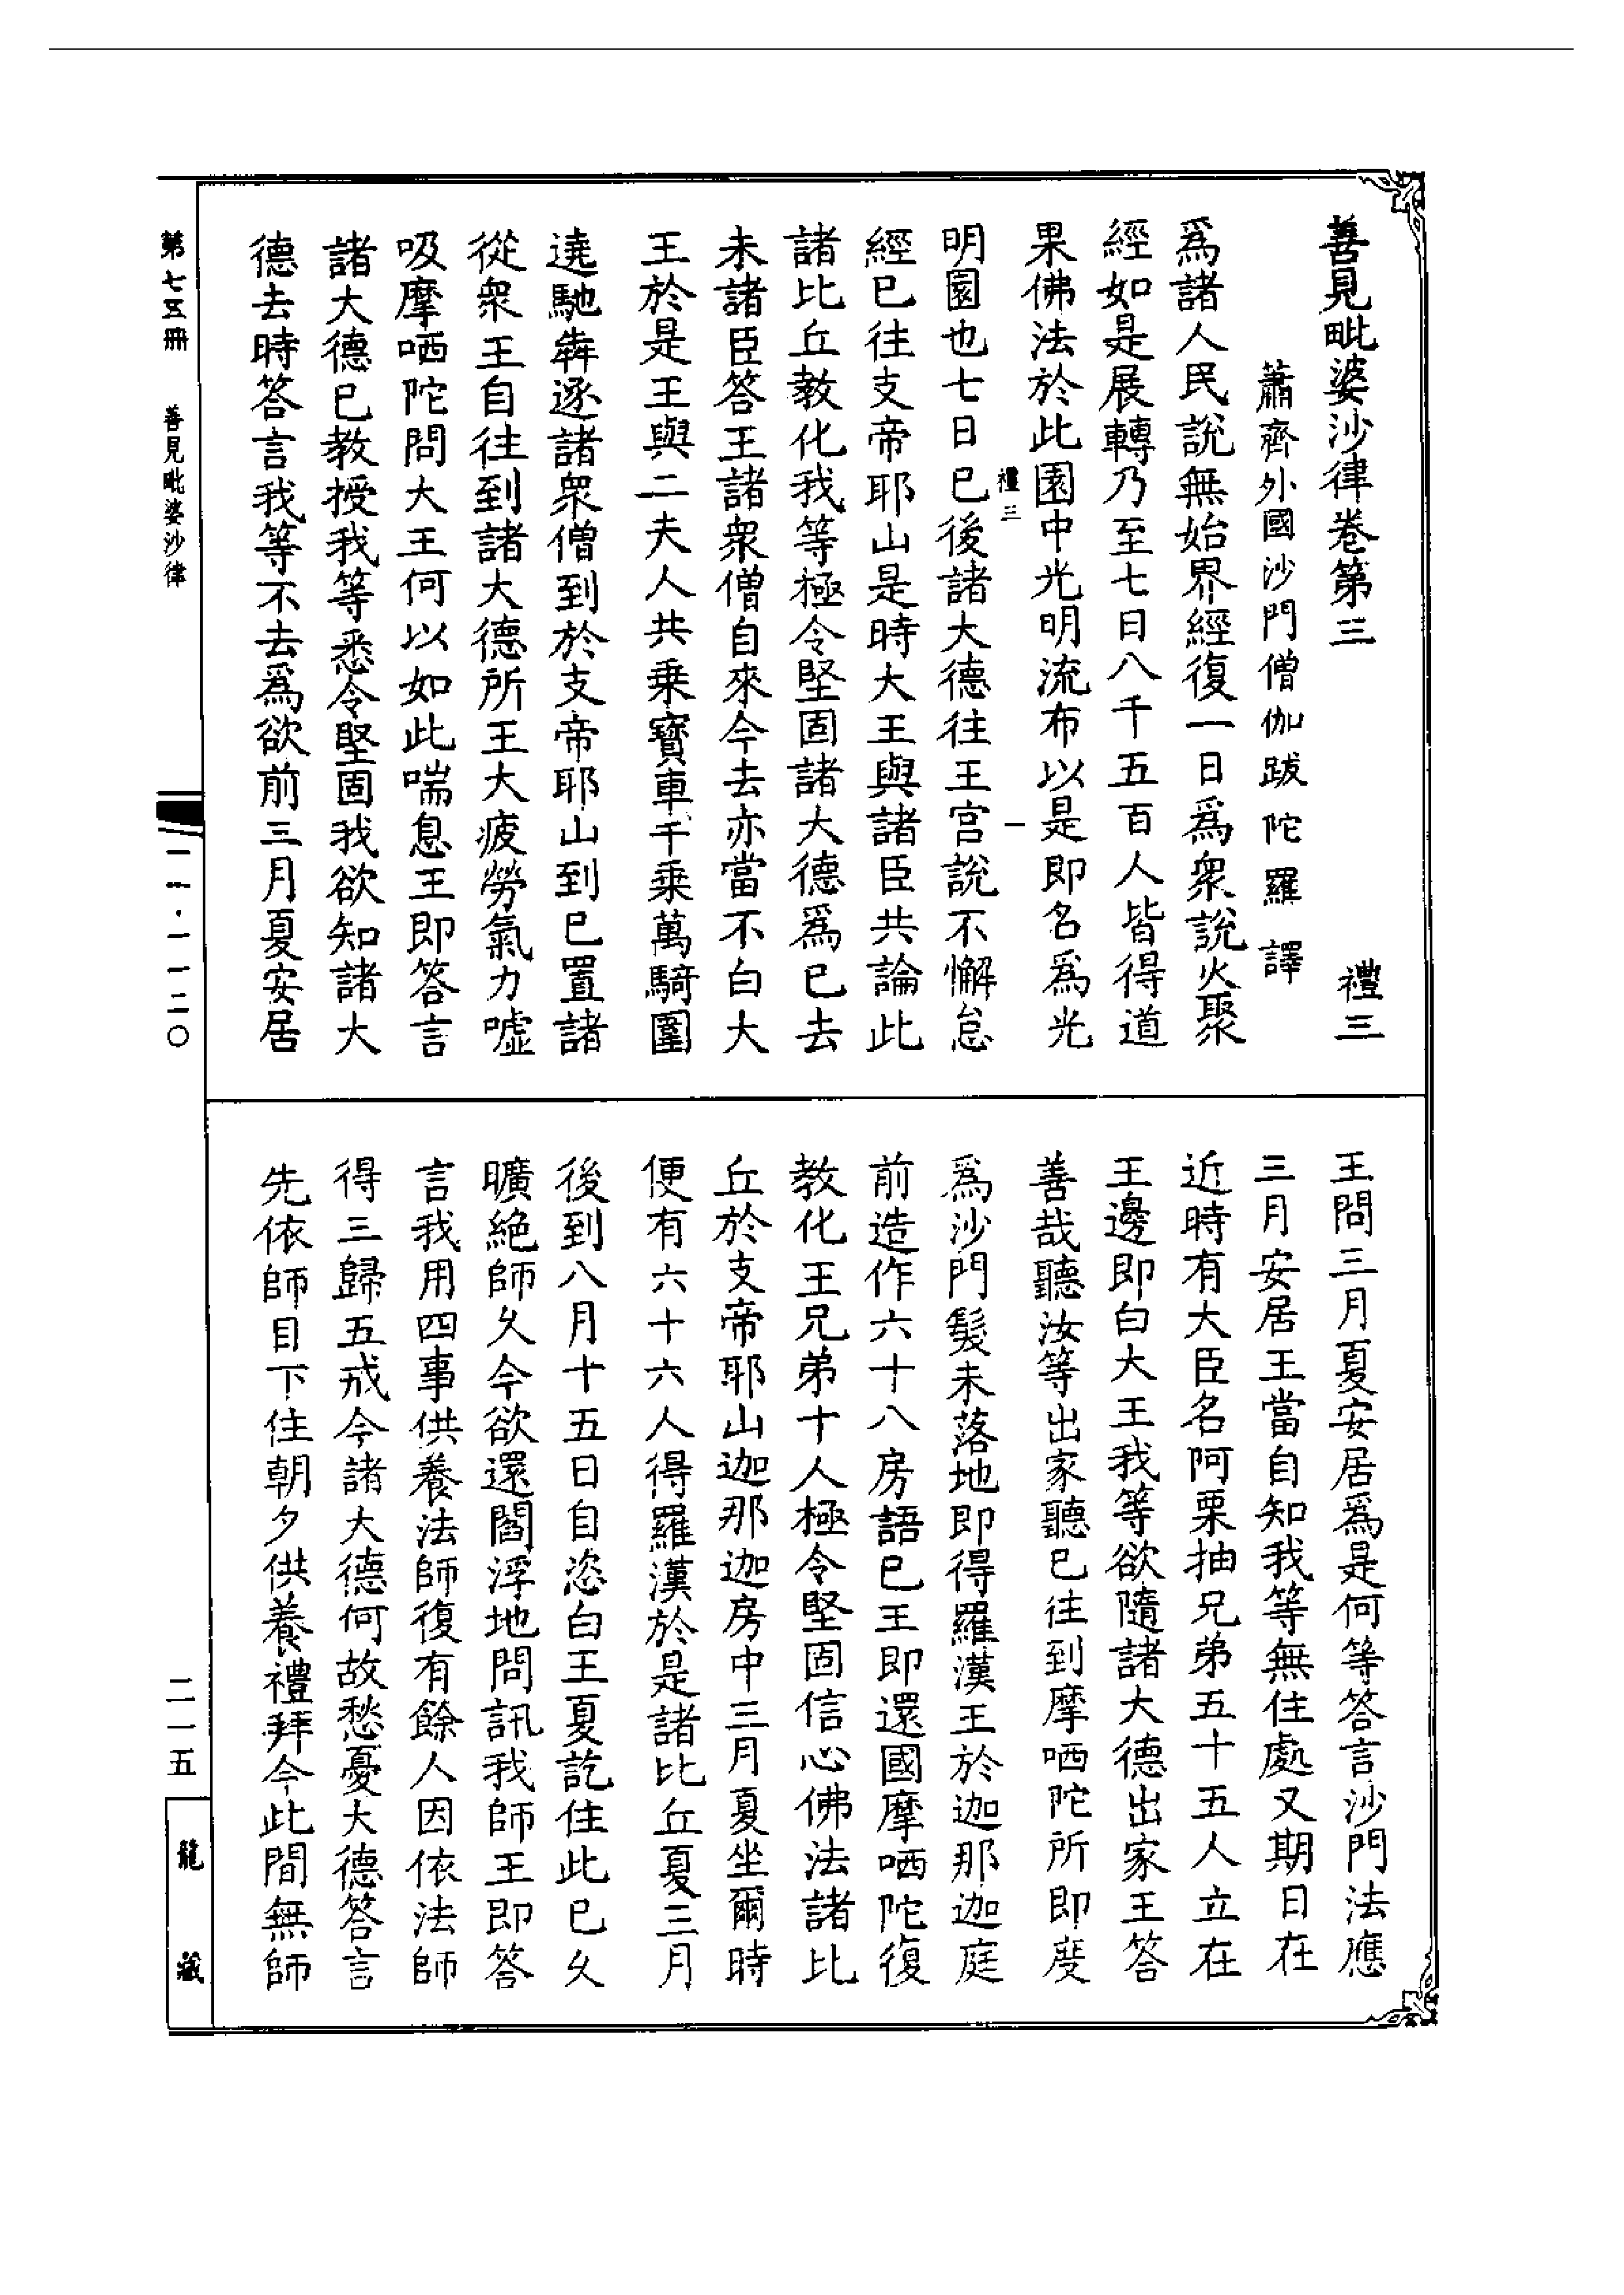 善見毗婆沙律卷第三　禮三
蕭齊外國沙門僧伽跋陀羅譯
爲諸人民說無始界經復一日爲衆說火聚
經如是展轉乃至七日八千五百人皆得道
果佛法於此園中光明流布以是即名爲光
禮三　一
明園也七日已後諸大德往王宮說不懈怠
經已往支帝耶山是時大王與諸臣共論此
諸比丘教化我等極令堅固諸大德爲已去
未諸臣答王諸衆僧自來今去亦當不白大
王於是王與二夫人共乗寶車千乗萬騎圍
遶馳犇逐諸衆僧到於支帝耶山到已置諸
從衆王自往到諸大德所王大疲勞氣力噓
吸摩哂陀問大王何以如此喘息王即答言
諸大德已教授我等悉令堅固我欲知諸大
德去時答言我等不去爲欲前三月夏安居
王問三月夏安居爲是何等答言沙門法應
三月安居王當自知我等無住處又期日在
近時有大臣名阿栗抽兄弟五十五人立在
王邊即白大王我等欲隨諸大德出家王答
善哉聽汝等出家聽已往到摩哂陀所即度
爲沙門髮未落地即得羅漢王於迦那迦庭
前造作六十八房語已王即還國摩哂陀復
教化王兄弟十人極令堅固信心佛法諸比
丘於支帝耶山迦那迦房中三月夏坐爾時
便有六十六人得羅漢於是諸比丘夏三月
後到八月十五日自恣白王夏訖住此已久
曠絕師久今欲還閻浮地問訊我師王即答
言我用四事供養法師復有餘人因依法師
得三歸五戒今諸大德何故愁憂大德答言
先依師目下住朝夕供養禮拜今此間無師
第七五冊　善見毗婆沙律
一一・一一二〇
二一五
龍藏